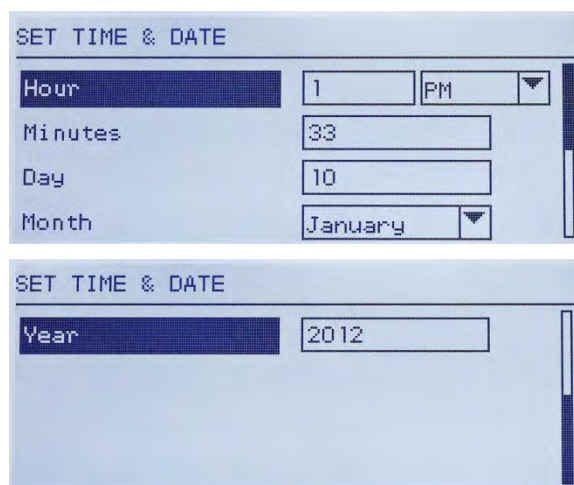 SET TIME & DATE
Hour 1 PM
Minutes 33
Day 10
Month January
SET TIME & DATE
Year 2012